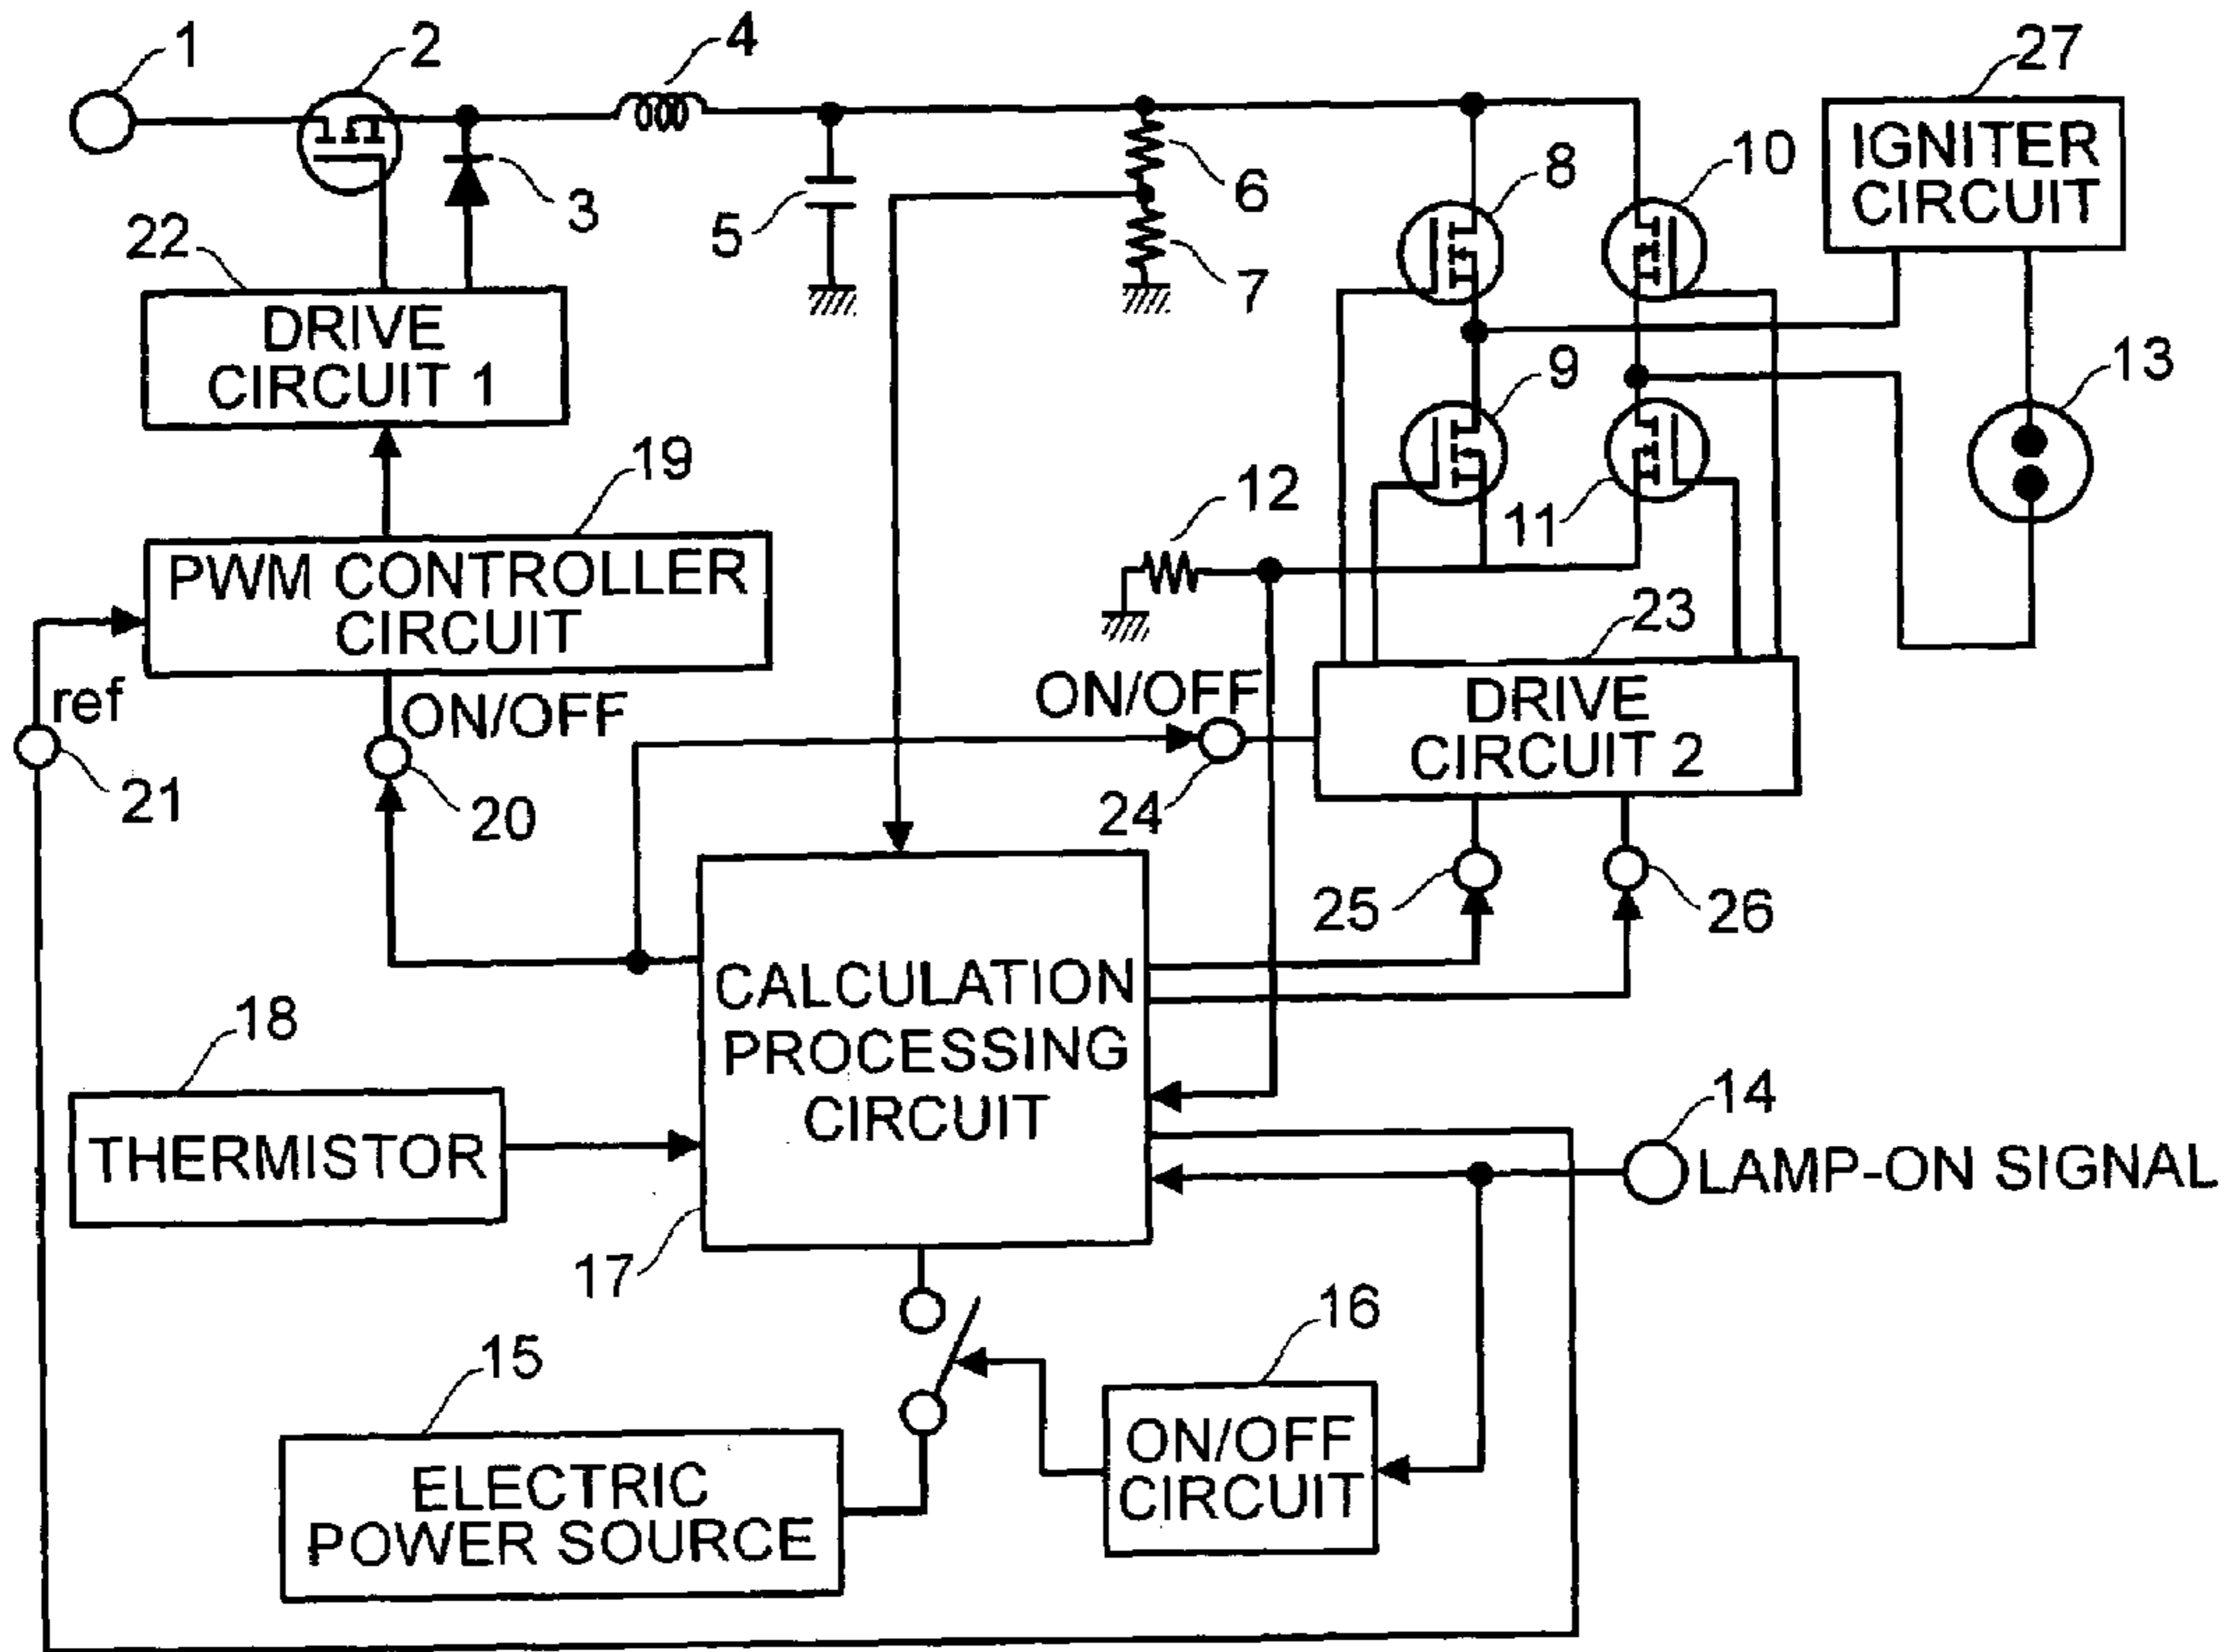 1
2
4
27
IGNITER
CIRCUIT
10
8
6
3
5
7
22
DRIVE
CIRCUIT 1
9
13
19
12
11
PWM CONTROLLER
CIRCUIT
23
ref
ON/OFF
ON/OFF
DRIVE
CIRCUIT 2
21
20
24
25
26
CALCULATION
PROCESSING
CIRCUIT
18
THERMISTOR
14
LAMP-ON SIGNAL
17
16
15
ON/OFF
CIRCUIT
ELECTRIC
POWER SOURCE